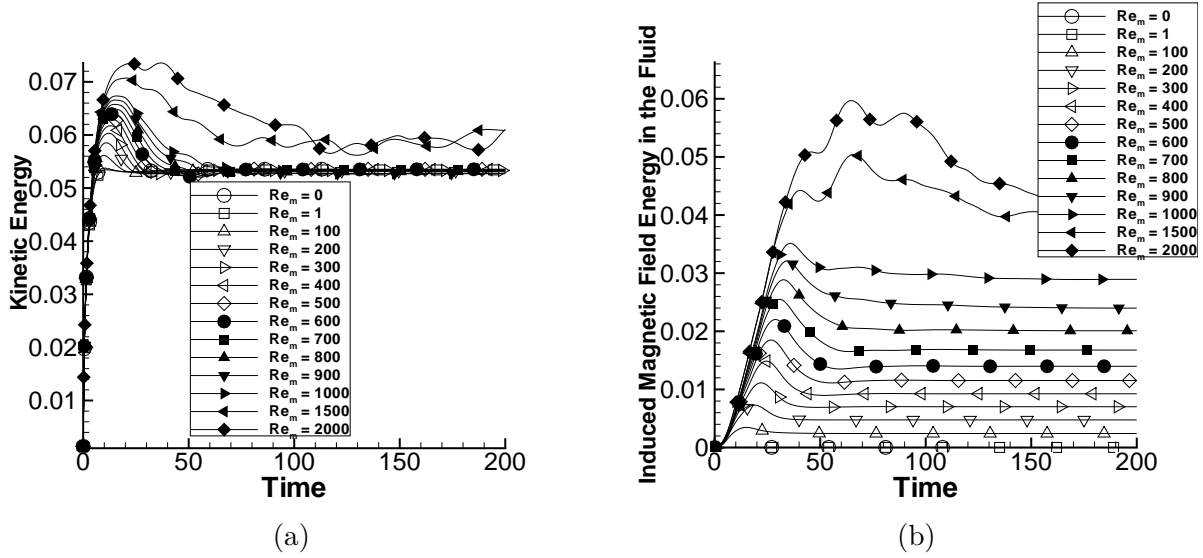 Kinetic Energy
0.07
0.06
0.05
0.04
0.03
0.02
0.01
0
50
100
150
200
Time
Re_m = 0
Re_m = 1
Re_m = 100
Re_m = 200
Re_m = 300
Re_m = 400
Re_m = 500
Re_m = 600
Re_m = 700
Re_m = 800
Re_m = 900
Re_m = 1000
Re_m = 1500
Re_m = 2000
(a)
Induced Magnetic Field Energy in the Fluid
0.06
0.05
0.04
0.03
0.02
0.01
0
0
50
100
150
200
Time
Re_m = 0
Re_m = 1
Re_m = 100
Re_m = 200
Re_m = 300
Re_m = 400
Re_m = 500
Re_m = 600
Re_m = 700
Re_m = 800
Re_m = 900
Re_m = 1000
Re_m = 1500
Re_m = 2000
(b)